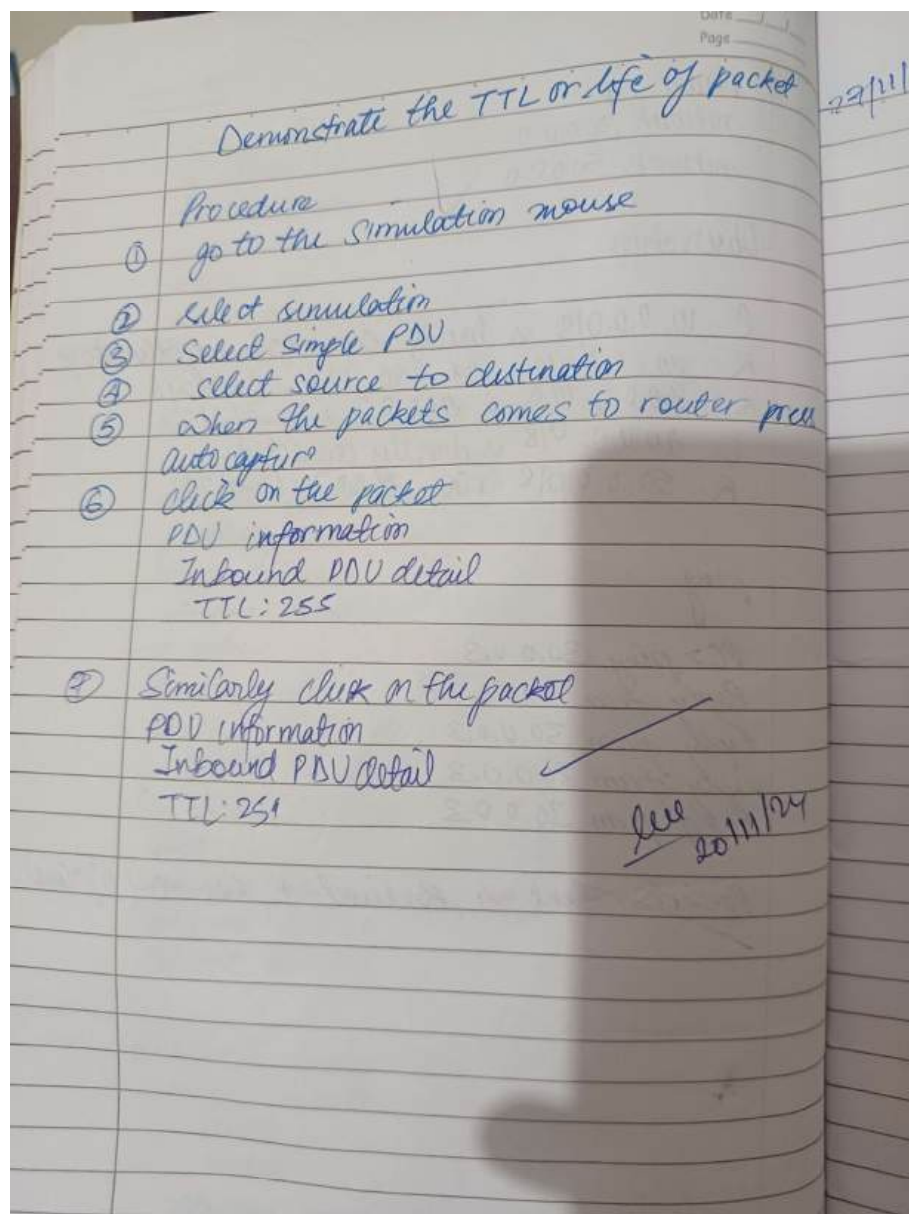 Date
Page
Demonstrate the TTL or life of packet
27/11/
Procedure
① go to the simulation mouse
② select simulation
③ Select Simple PDU
④ select source to destination
⑤ When the packets comes to router press
auto capture
⑥ click on the packet
PDU information
Inbound PDU detail
TTL: 255
⑦ Similarly click on the packet
PDU information
Inbound PDU detail
TTL: 254
20/11/24